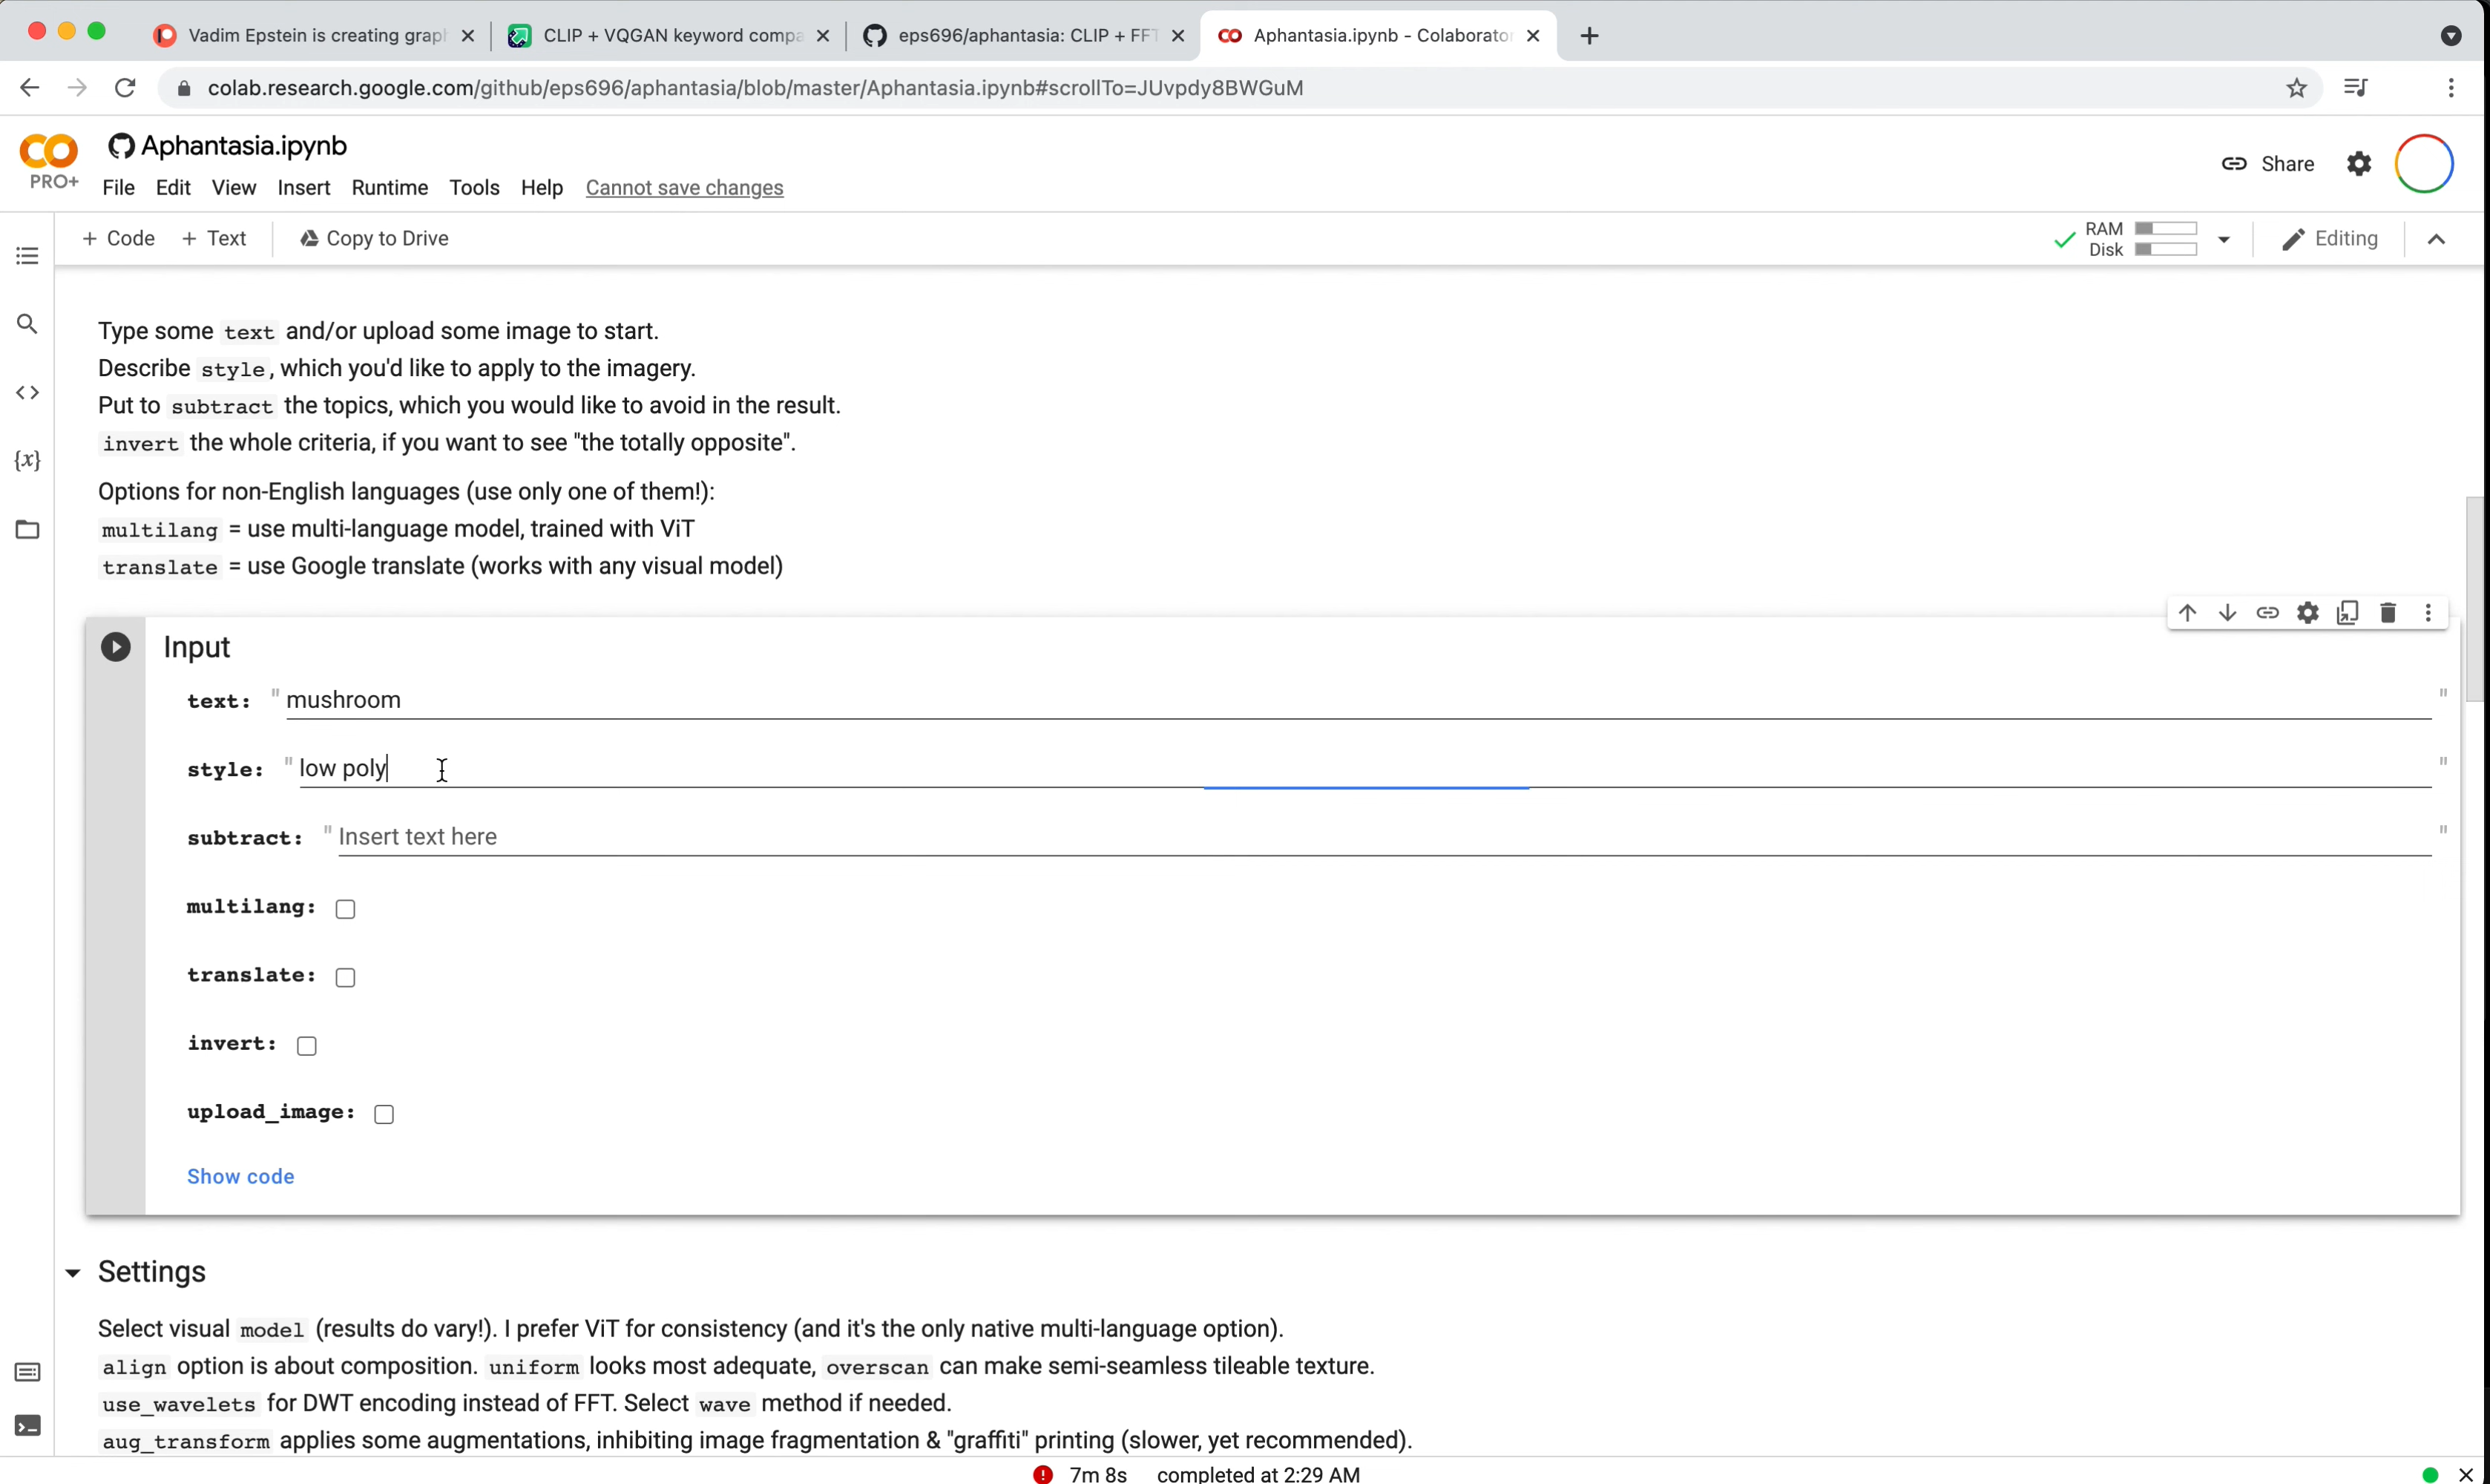 Vadim Epstein is creating grap
CLIP + VQGAN keyword compa
eps696/aphantasia: CLIP + FFT
Aphantasia.ipynb - Colaborator
colab.research.google.com/github/eps696/aphantasia/blob/master/Aphantasia.ipynb#scrollTo=JUvpdy8BWGuM
PRO+
Aphantasia.ipynb
File Edit View Insert Runtime Tools Help Cannot save changes
Share
+ Code + Text Copy to Drive
RAM
Disk
Editing
Type some text and/or upload some image to start.
Describe style, which you'd like to apply to the imagery.
Put to subtract the topics, which you would like to avoid in the result.
invert the whole criteria, if you want to see "the totally opposite".
Options for non-English languages (use only one of them!):
multilang = use multi-language model, trained with ViT
translate = use Google translate (works with any visual model)
Input
text: "mushroom"
style: "low poly"
subtract: "Insert text here"
multilang:
translate:
invert:
upload_image:
Show code
Settings
Select visual model (results do vary!). I prefer ViT for consistency (and it's the only native multi-language option).
align option is about composition. uniform looks most adequate, overscan can make semi-seamless tileable texture.
use_wavelets for DWT encoding instead of FFT. Select wave method if needed.
aug_transform applies some augmentations, inhibiting image fragmentation & "graffiti" printing (slower, yet recommended).
7m 8s completed at 2:29 AM